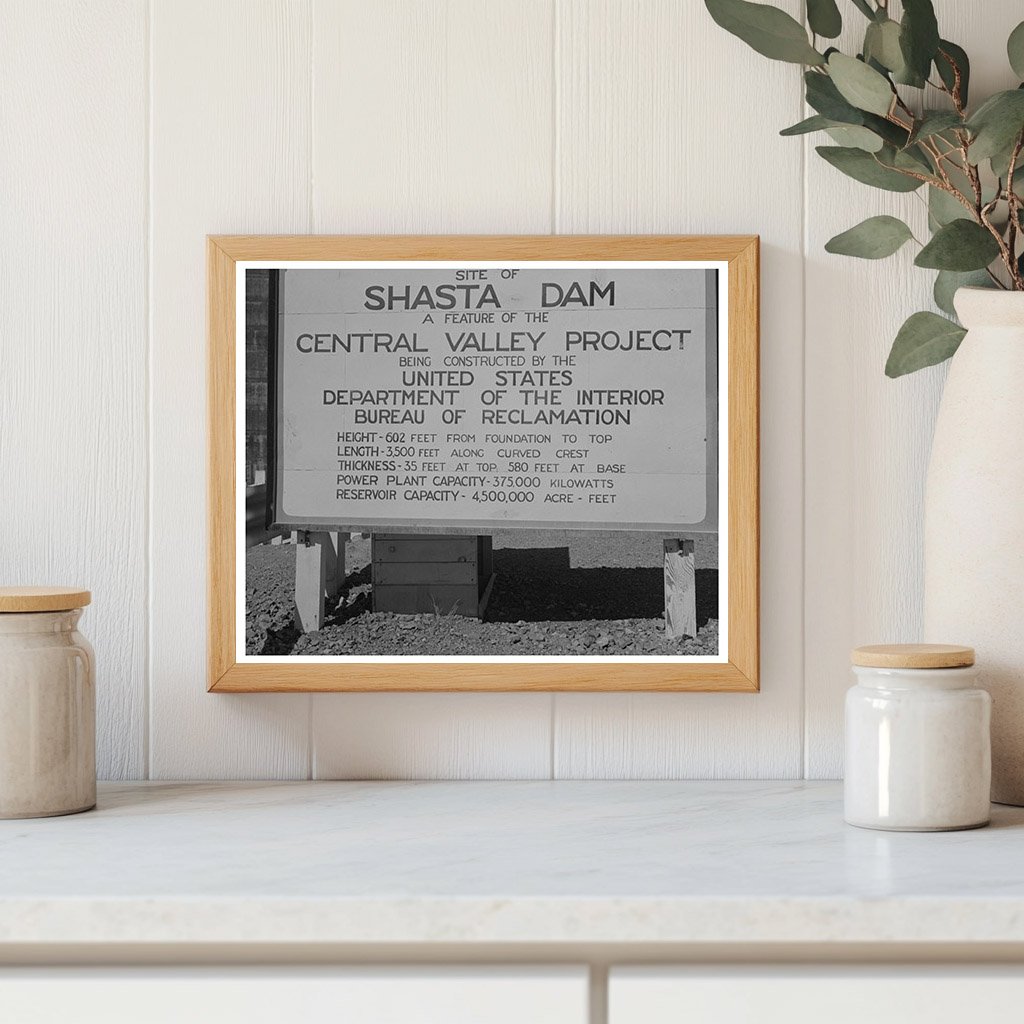 SITE OF
SHASTA DAM
A FEATURE OF THE
CENTRAL VALLEY PROJECT
BEING CONSTRUCTED BY THE
UNITED STATES
DEPARTMENT OF THE INTERIOR
BUREAU OF RECLAMATION
HEIGHT - 602 FEET FROM FOUNDATION TO TOP
LENGTH - 3,500 FEET ALONG CURVED CREST
THICKNESS - 35 FEET AT TOP, 580 FEET AT BASE
POWER PLANT CAPACITY - 375,000 KILOWATTS
RESERVOIR CAPACITY - 4,500,000 ACRE - FEET